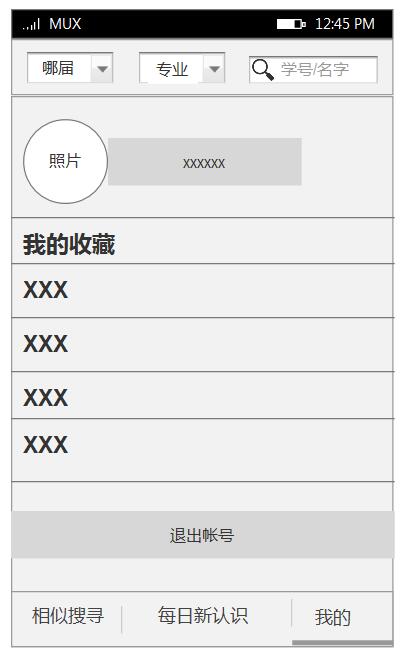 MUX 12:45 PM
哪届 专业 学号/名字
照片 xxxxxx
我的收藏
XXX
XXX
XXX
XXX
退出帐号
相似搜寻 每日新认识 我的